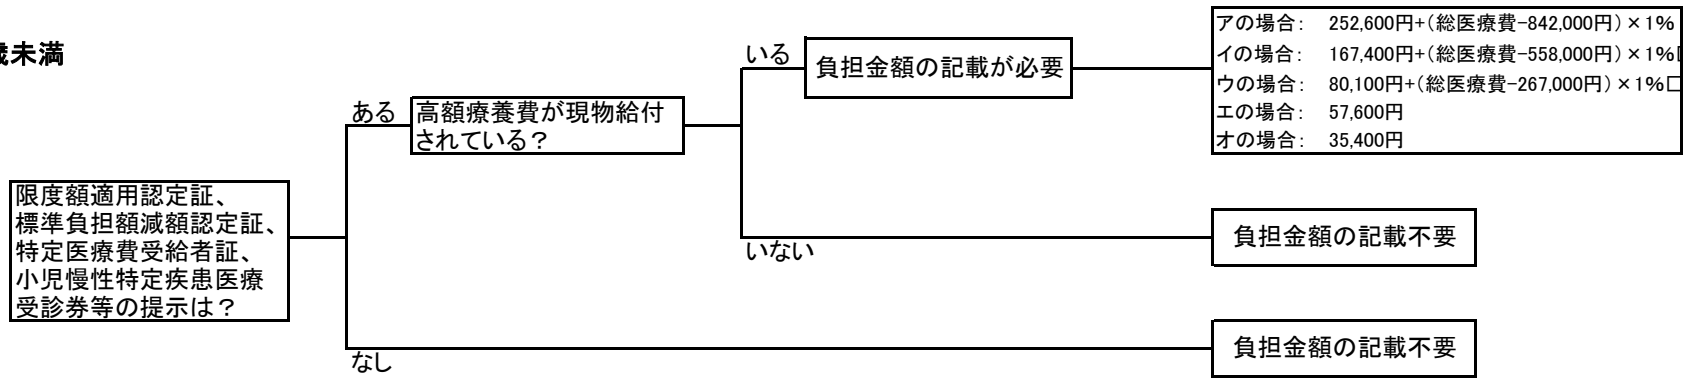 歳未満
限度額適用認定証、
標準負担額減額認定証、
特定医療費受給者証、
小児慢性特定疾患医療
受診券等の提示は？
ある
高額療養費が現物給付
されている？
いる
負担金額の記載が必要
アの場合： 252,600円+（総医療費-842,000円）×1%
イの場合： 167,400円+（総医療費-558,000円）×1%
ウの場合： 80,100円+（総医療費-267,000円）×1%□
エの場合： 57,600円
オの場合： 35,400円
いない
負担金額の記載不要
なし
負担金額の記載不要